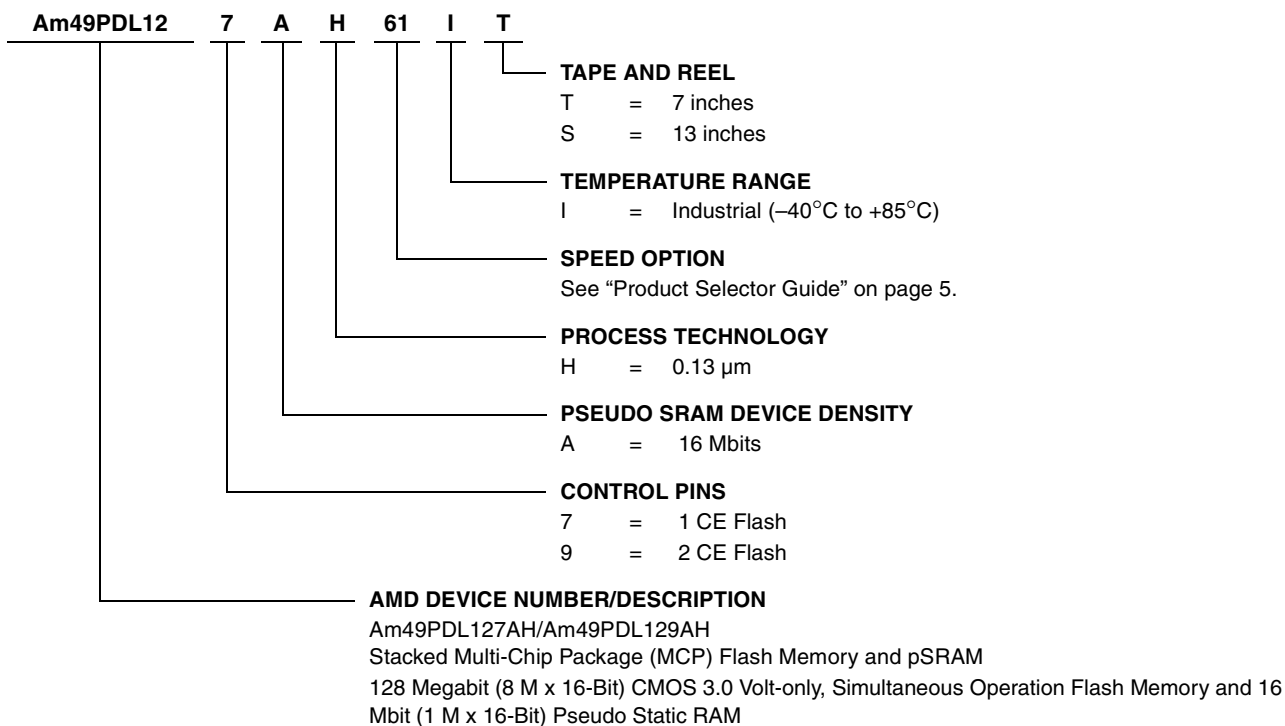 Am49PDL12 7 A H 61 I T
TAPE AND REEL
T = 7 inches
S = 13 inches
TEMPERATURE RANGE
I = Industrial (–40°C to +85°C)
SPEED OPTION
See “Product Selector Guide” on page 5.
PROCESS TECHNOLOGY
H = 0.13 µm
PSEUDO SRAM DEVICE DENSITY
A = 16 Mbits
CONTROL PINS
7 = 1 CE Flash
9 = 2 CE Flash
AMD DEVICE NUMBER/DESCRIPTION
Am49PDL127AH/Am49PDL129AH
Stacked Multi-Chip Package (MCP) Flash Memory and pSRAM
128 Megabit (8 M x 16-Bit) CMOS 3.0 Volt-only, Simultaneous Operation Flash Memory and 16
Mbit (1 M x 16-Bit) Pseudo Static RAM